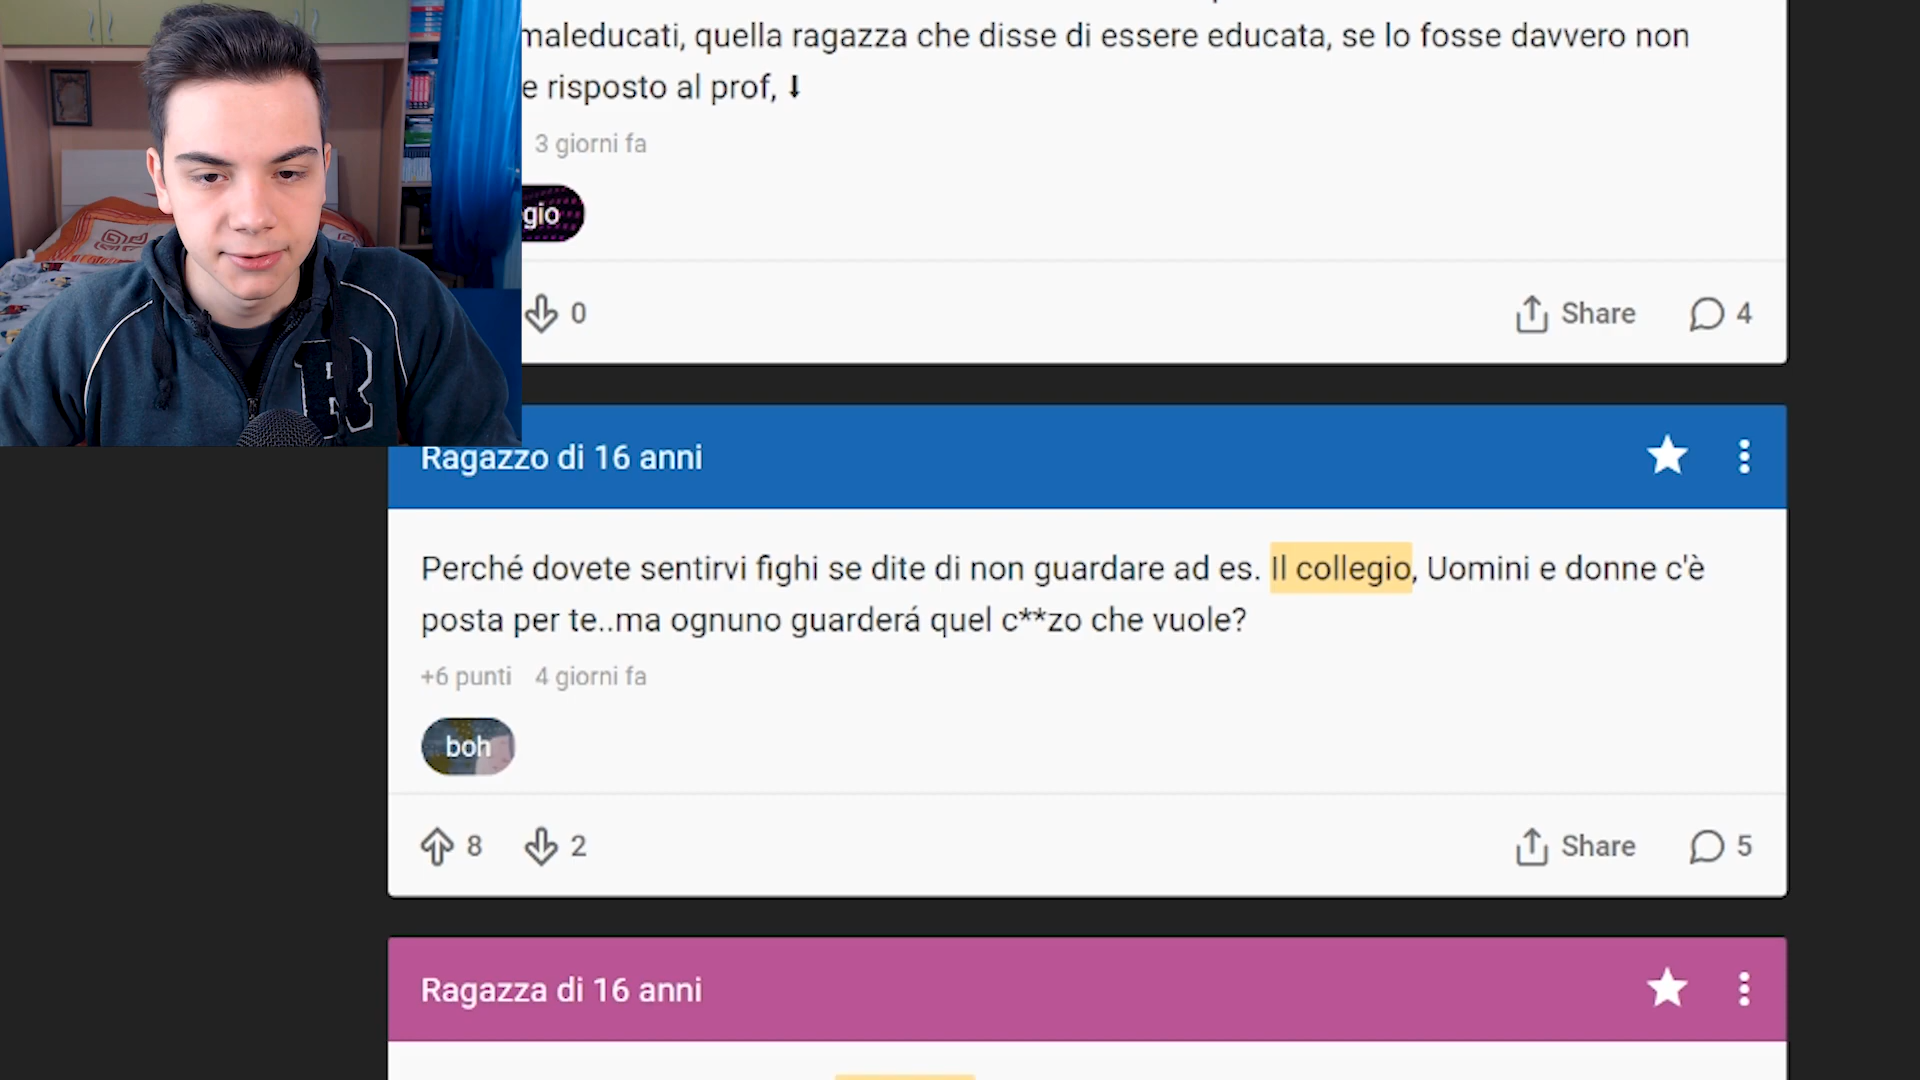 maleducati, quella ragazza che disse di essere educata, se lo fosse davvero non
e risposto al prof, ⬇
3 giorni fa
gio
0 Share 4
Ragazzo di 16 anni
Perché dovete sentirvi fighi se dite di non guardare ad es. Il collegio, Uomini e donne c'è
posta per te..ma ognuno guarderá quel c**zo che vuole?
+6 punti 4 giorni fa
boh
8 2 Share 5
Ragazza di 16 anni